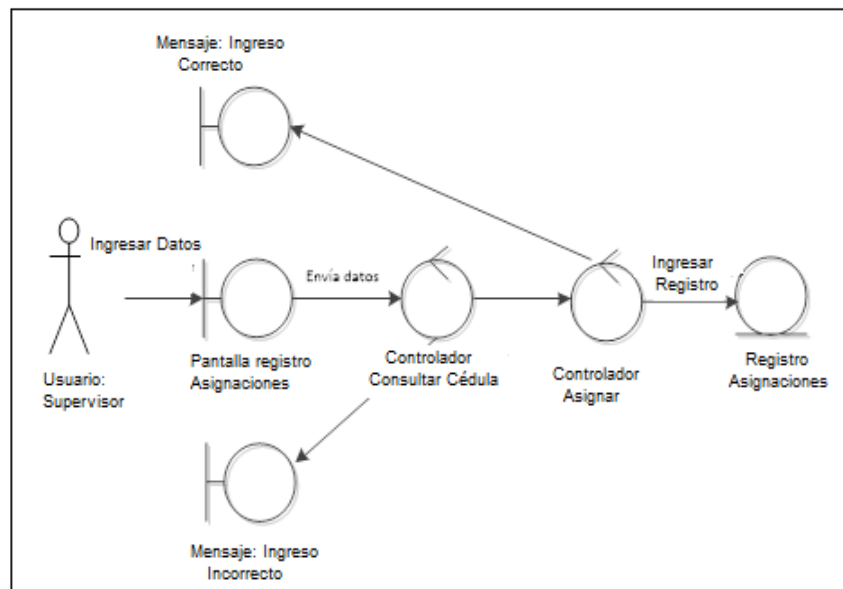 Mensaje: Ingreso
Correcto
Ingresar Datos
Envía datos
Ingresar
Registro
Usuario:
Supervisor
Pantalla registro
Asignaciones
Controlador
Consultar Cédula
Controlador
Asignar
Registro
Asignaciones
Mensaje: Ingreso
Incorrecto